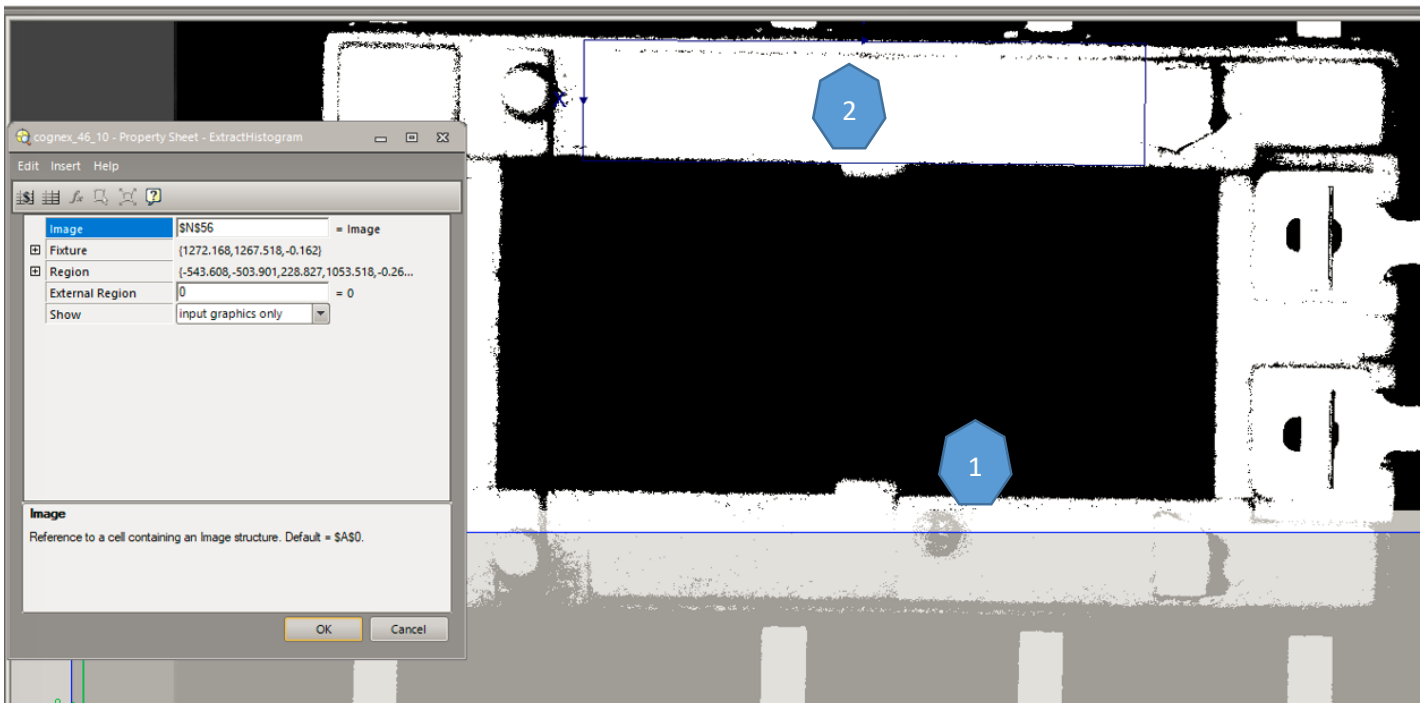 2
cognex_46_10 - Property Sheet - ExtractHistogram
Edit Insert Help
Image $N$56 = Image
Fixture {1272.168,1267.518,-0.162}
Region {-543.608,-503.901,228.827,1053.518,-0.26...
External Region 0 = 0
Show input graphics only
1
Image
Reference to a cell containing an Image structure. Default = $A$0.
OK Cancel